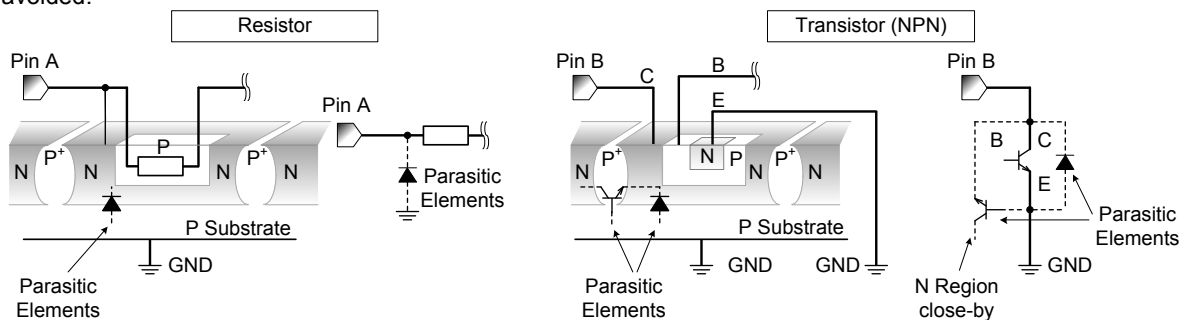 avoided.
Resistor
Transistor (NPN)
Pin A
Pin A
Pin B
C
B
E
Pin B
N
P+
N
P
N
P+
N
Parasitic
Elements
P Substrate
GND
Parasitic
Elements
N
P+
N
N
P
N
P+
N
P Substrate
GND
GND
Parasitic
Elements
B
C
E
Parasitic
Elements
GND
N Region
close-by